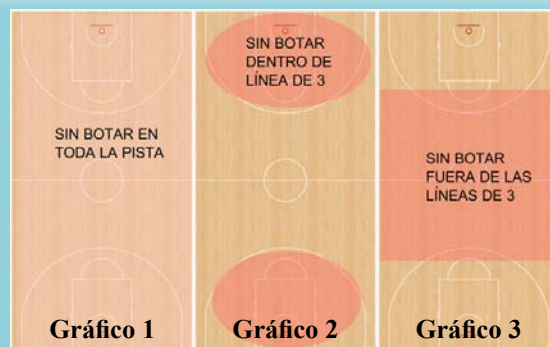 SIN BOTAR EN
TODA LA PISTA
Gráfico 1
SIN BOTAR
DENTRO DE
LÍNEA DE 3
Gráfico 2
SIN BOTAR
FUERA DE LAS
LÍNEAS DE 3
Gráfico 3